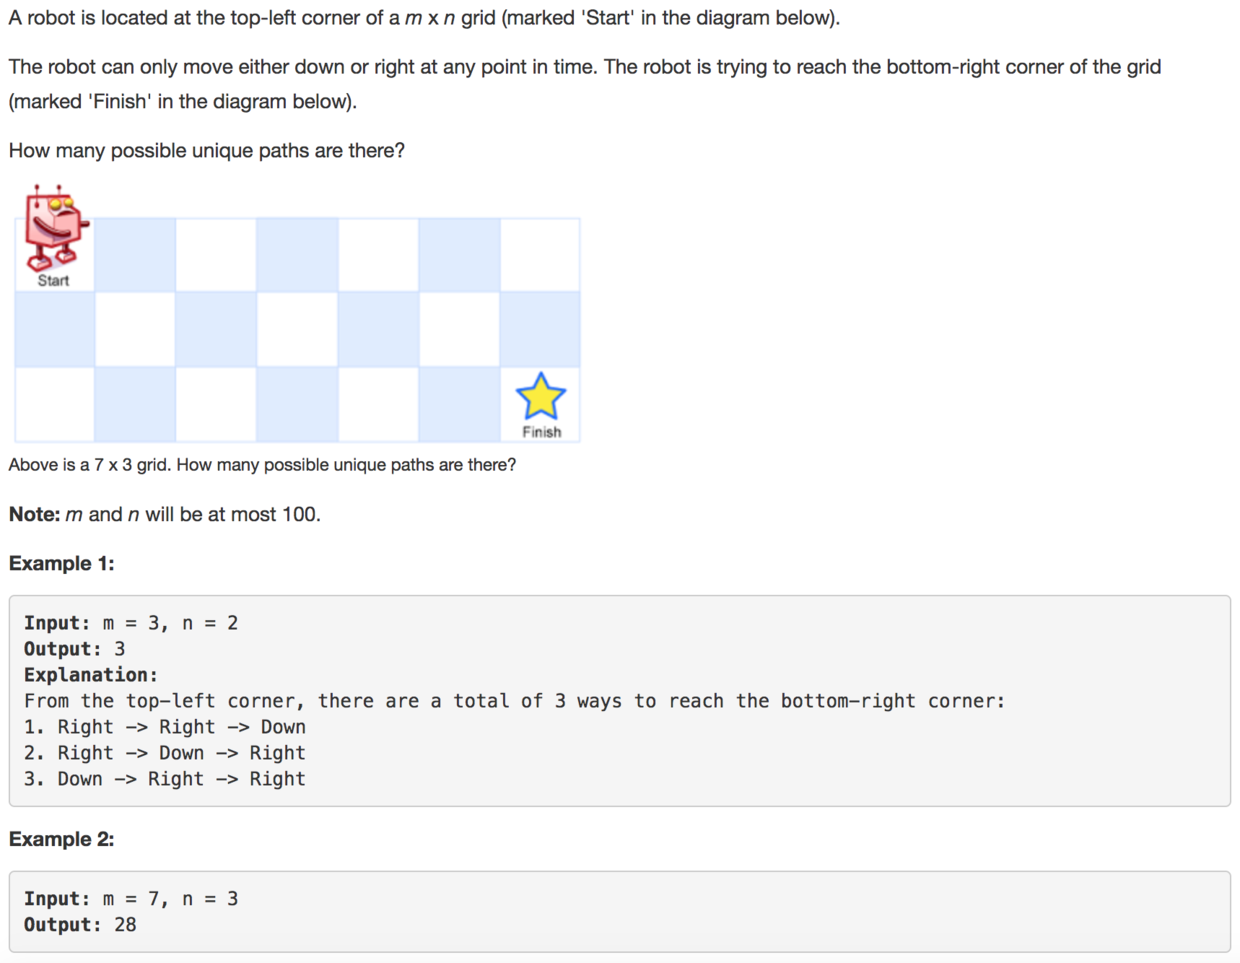 A robot is located at the top-left corner of a m x n grid (marked 'Start' in the diagram below).
The robot can only move either down or right at any point in time. The robot is trying to reach the bottom-right corner of the grid
(marked 'Finish' in the diagram below).
How many possible unique paths are there?
Start
Finish
Above is a 7 x 3 grid. How many possible unique paths are there?
Note: m and n will be at most 100.
Example 1:
Input: m = 3, n = 2
Output: 3
Explanation:
From the top-left corner, there are a total of 3 ways to reach the bottom-right corner:
1. Right -> Right -> Down
2. Right -> Down -> Right
3. Down -> Right -> Right
Example 2:
Input: m = 7, n = 3
Output: 28